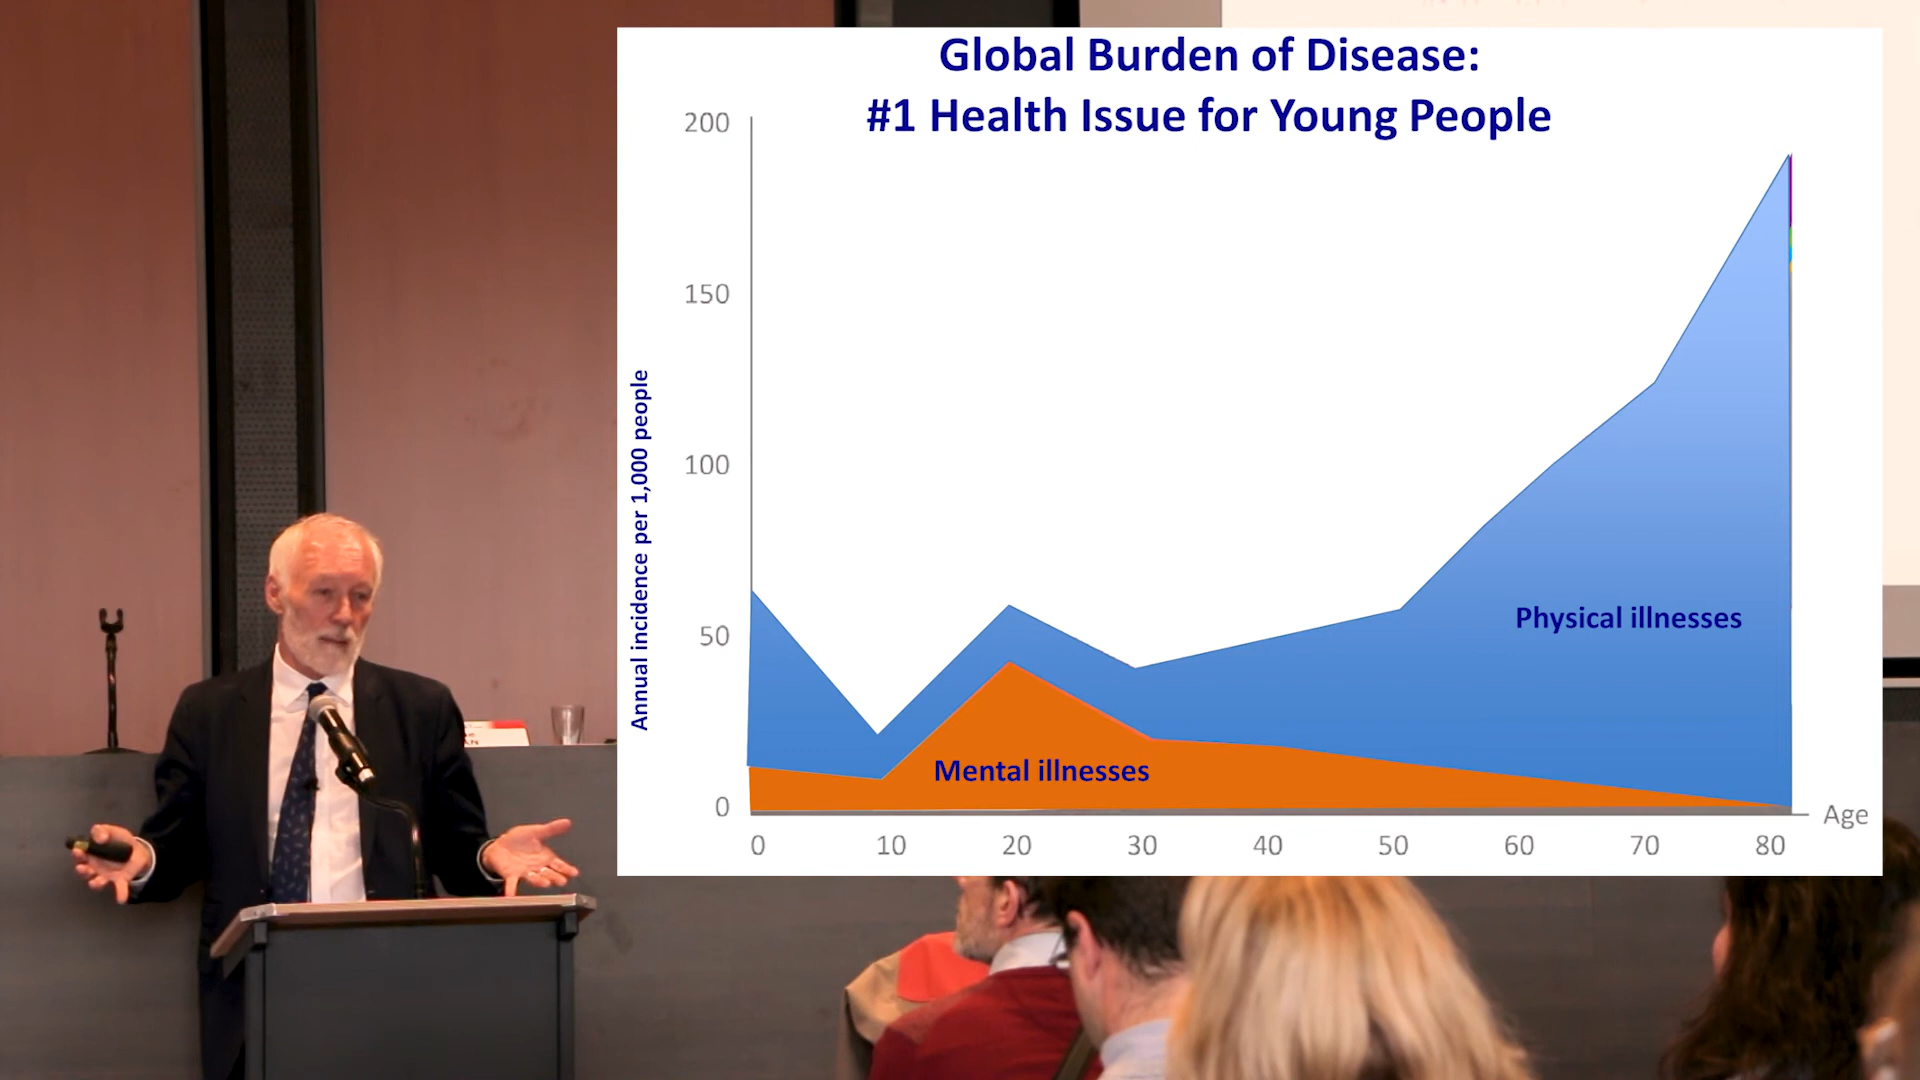 Global Burden of Disease:
#1 Health Issue for Young People
200
150
100
50
0
Annual incidence per 1,000 people
Physical illnesses
Mental illnesses
Age
0 10 20 30 40 50 60 70 80